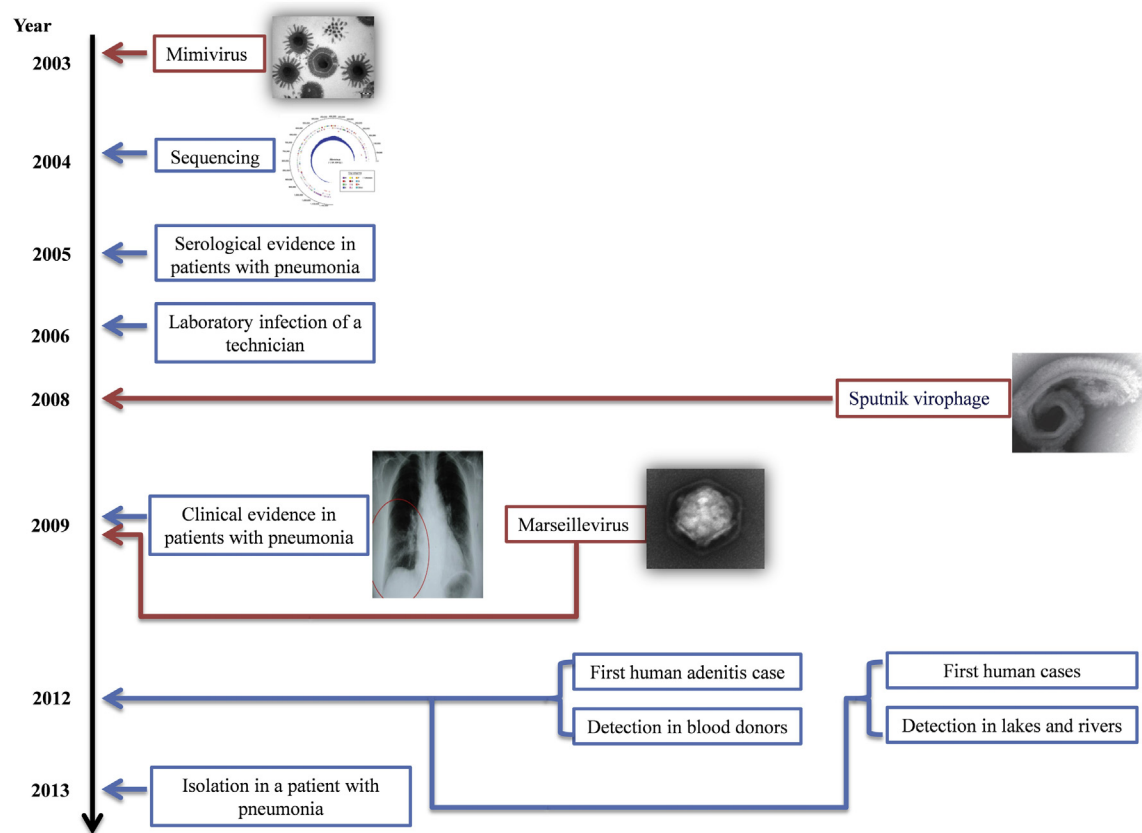 Year
2003
Mimivirus
2004
Sequencing
2005
Serological evidence in
patients with pneumonia
2006
Laboratory infection of a
technician
2008
Sputnik virophage
2009
Clinical evidence in
patients with pneumonia
Marseillevirus
2012
First human adenitis case
Detection in blood donors
First human cases
Detection in lakes and rivers
2013
Isolation in a patient with
pneumonia